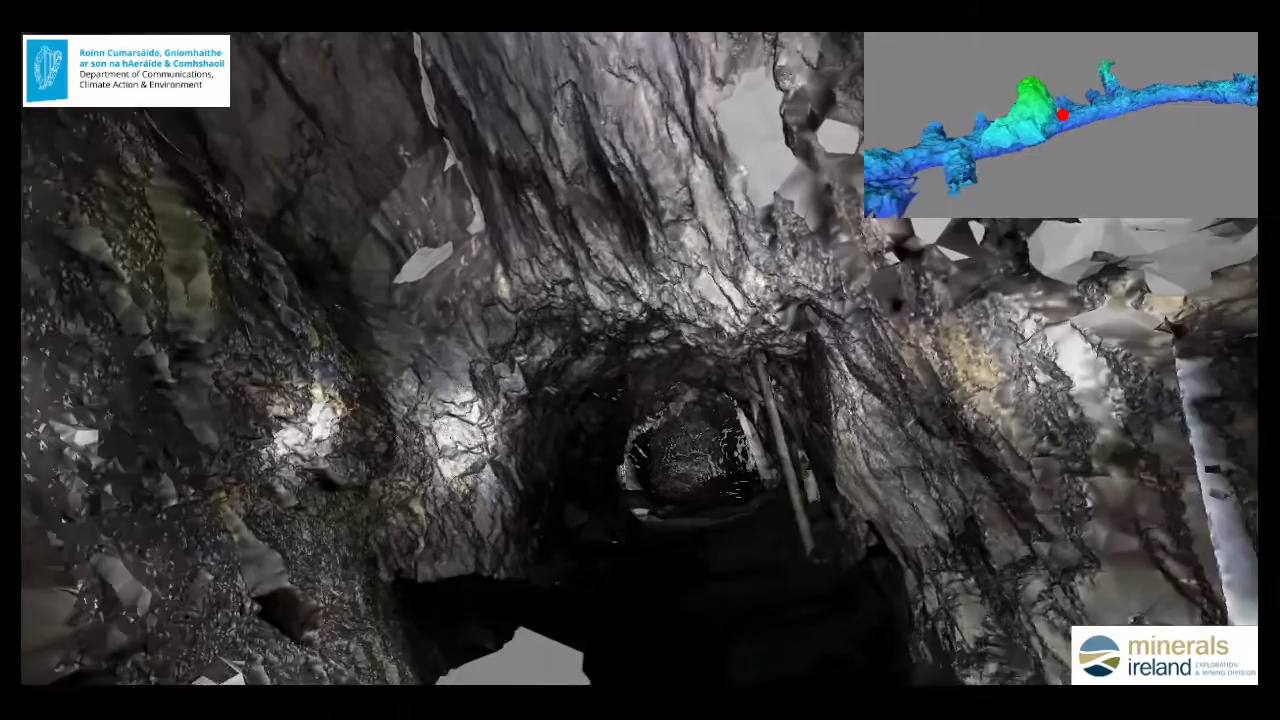 Roinn Cumarsáide, Gníomhaithe
ar son na hAeráide & Comhshaoil
Department of Communications,
Climate Action & Environment
minerals
ireland EXPLORATION
& MINING DIVISION